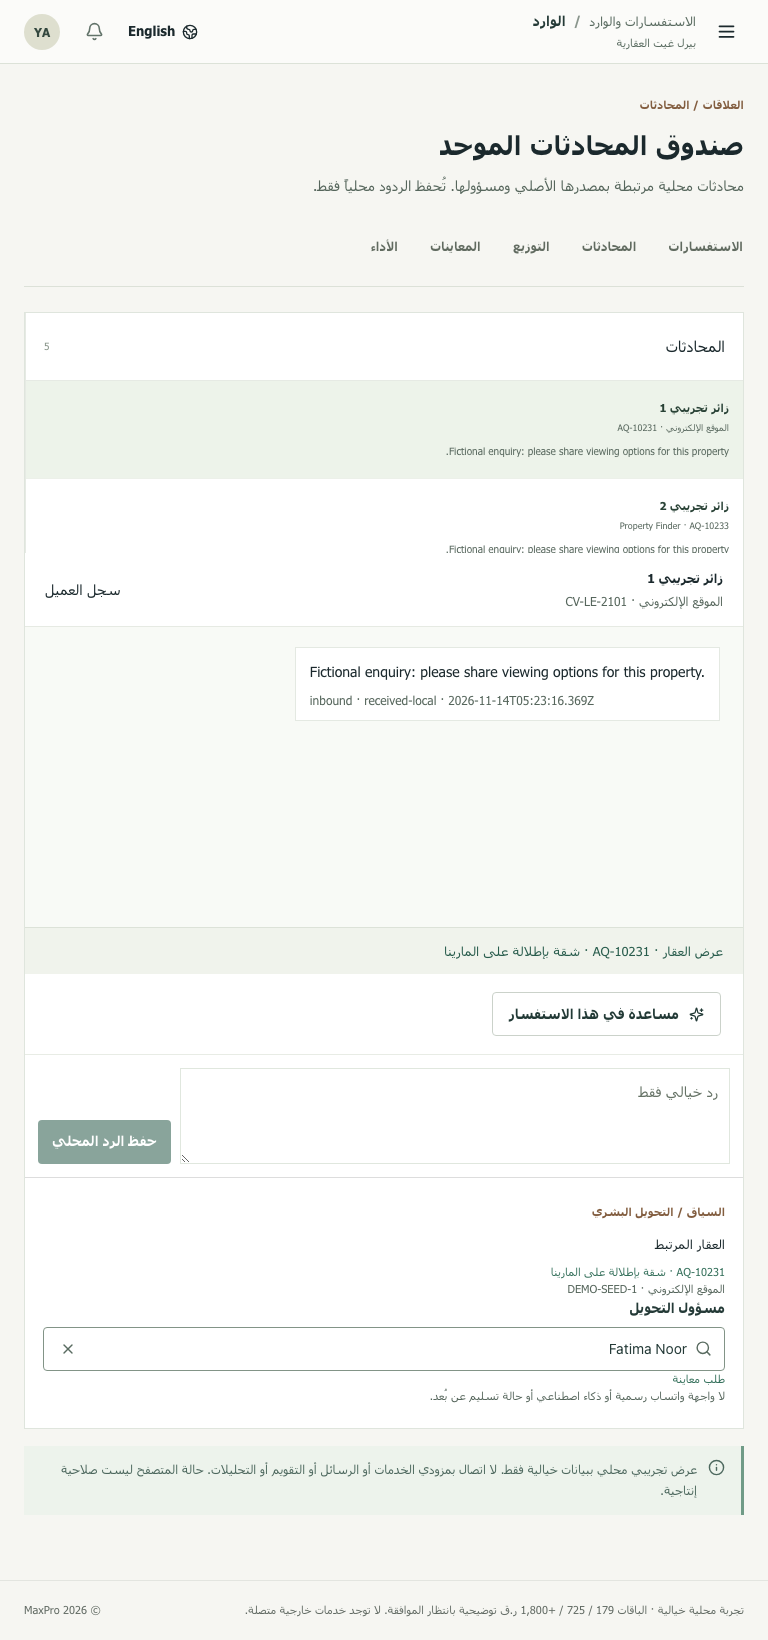 الاستفسارات والوارد / الوارد
بيرل غيت العقارية
English
YA
العلاقات / المحادثات
صندوق المحادثات الموحد
محادثات محلية مرتبطة بمصدرها الأصلي ومسؤولها. تُحفظ الردود محلياً فقط.
الاستفسارات المحادثات التوزيع المعاينات الأداء
المحادثات 5
زائر تجريبي 1
الموقع الإلكتروني · AQ-10231
Fictional enquiry: please share viewing options for this property.
زائر تجريبي 2
Property Finder · AQ-10233
Fictional enquiry: please share viewing options for this property.
زائر تجريبي 1
الموقع الإلكتروني · CV-LE-2101
سجل العميل
Fictional enquiry: please share viewing options for this property.
inbound · received-local · 2026-11-14T05:23:16.369Z
عرض العقار · AQ-10231 · شقة بإطلالة على المارينا
مساعدة في هذا الاستفسار
رد خيالي فقط
حفظ الرد المحلي
السياق / التحويل البشري
العقار المرتبط
AQ-10231 · شقة بإطلالة على المارينا
الموقع الإلكتروني · DEMO-SEED-1
مسؤول التحويل
Fatima Noor
طلب معاينة
لا واجهة واتساب رسمية أو ذكاء اصطناعي أو حالة تسليم عن بُعد.
عرض تجريبي محلي ببيانات خيالية فقط. لا اتصال بمزودي الخدمات أو الرسائل أو التقويم أو التحليلات. حالة المتصفح ليست صلاحية
إنتاجية.
تجربة محلية خيالية · الباقات 179 / 725 / 1,800+ ر.ق توضيحية بانتظار الموافقة. لا توجد خدمات خارجية متصلة.
© 2026 MaxPro